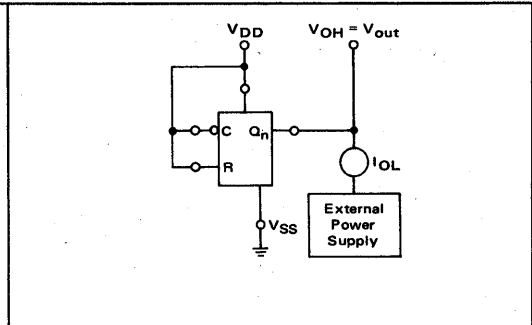 VDD
VOH = Vout
C
Qn
R
IOL
VSS
External
Power
Supply